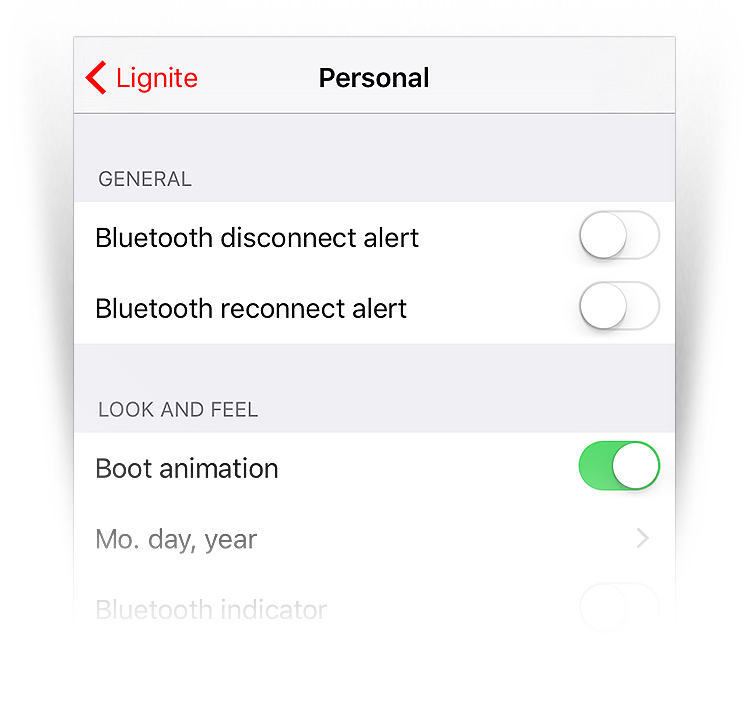 Lignite
Personal
GENERAL
Bluetooth disconnect alert
Bluetooth reconnect alert
LOOK AND FEEL
Boot animation
Mo. day, year
Bluetooth indicator